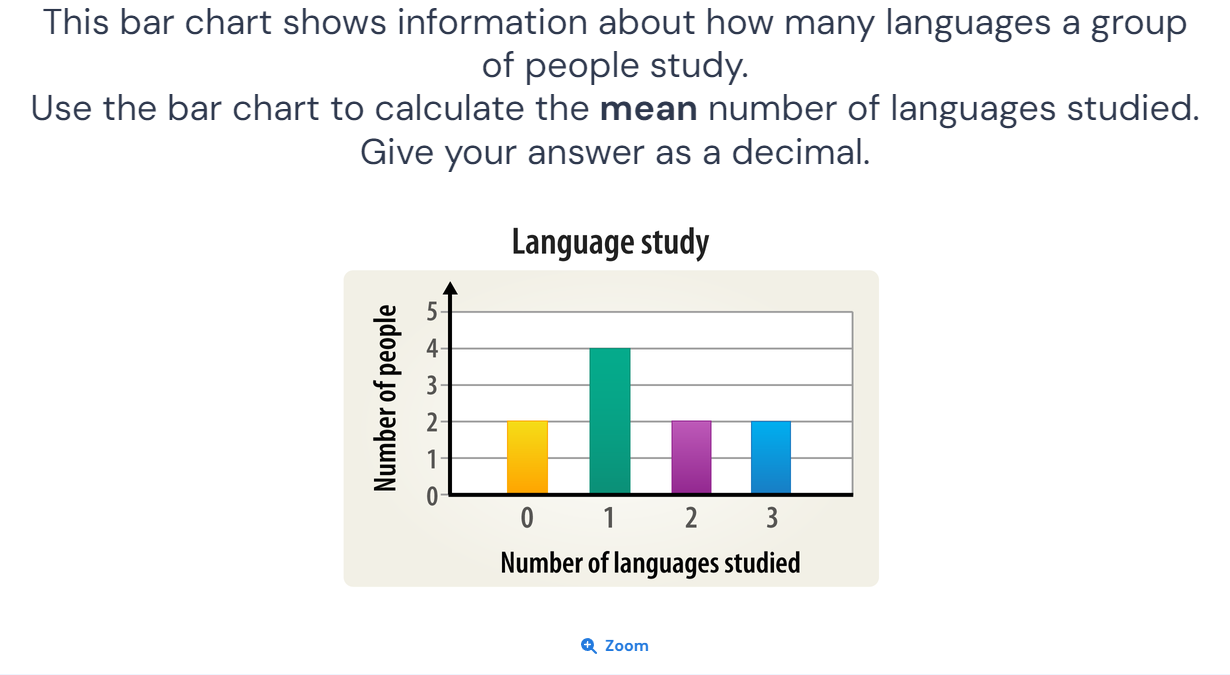 This bar chart shows information about how many languages a group
of people study.
Use the bar chart to calculate the mean number of languages studied.
Give your answer as a decimal.
Language study
Number of people
5
4
3
2
1
0
0 1 2 3
Number of languages studied
Zoom